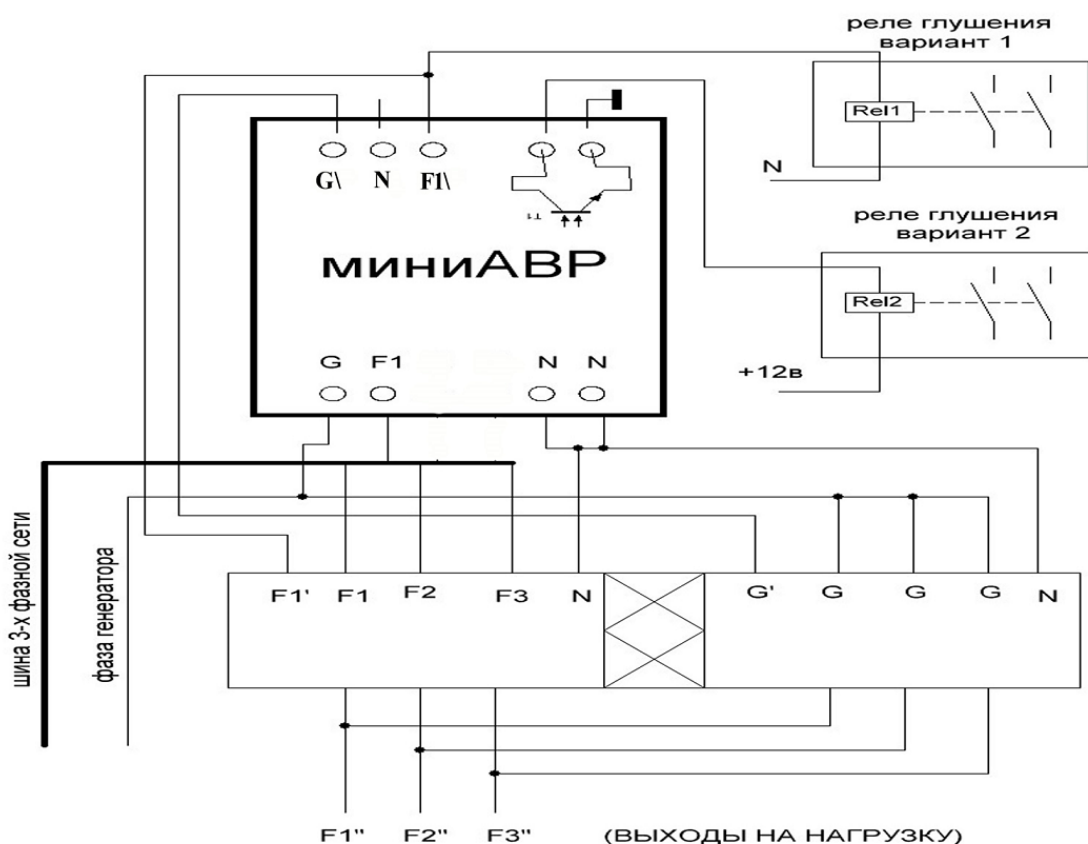 реле глушения
вариант 1
Rel1
N
G\ N F1\
T1
миниАВР
реле глушения
вариант 2
Rel2
+12в
G F1 N N
шина 3-х фазной сети
фаза генератора
F1' F1 F2 F3 N G' G G G N
F1" F2" F3" (ВЫХОДЫ НА НАГРУЗКУ)